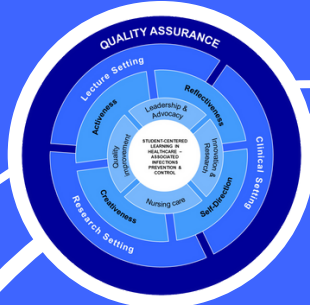 QUALITY ASSURANCE
Lecture Setting
Clinical Setting
Research Setting
Activeness
Reflectiveness
Self-Direction
Creativeness
Leadership &
Advocacy
Innovation &
Research
Nursing care
Quality
Improvement
STUDENT-CENTERED
LEARNING IN
HEALTHCARE –
ASSOCIATED
INFECTIONS
PREVENTION &
CONTROL